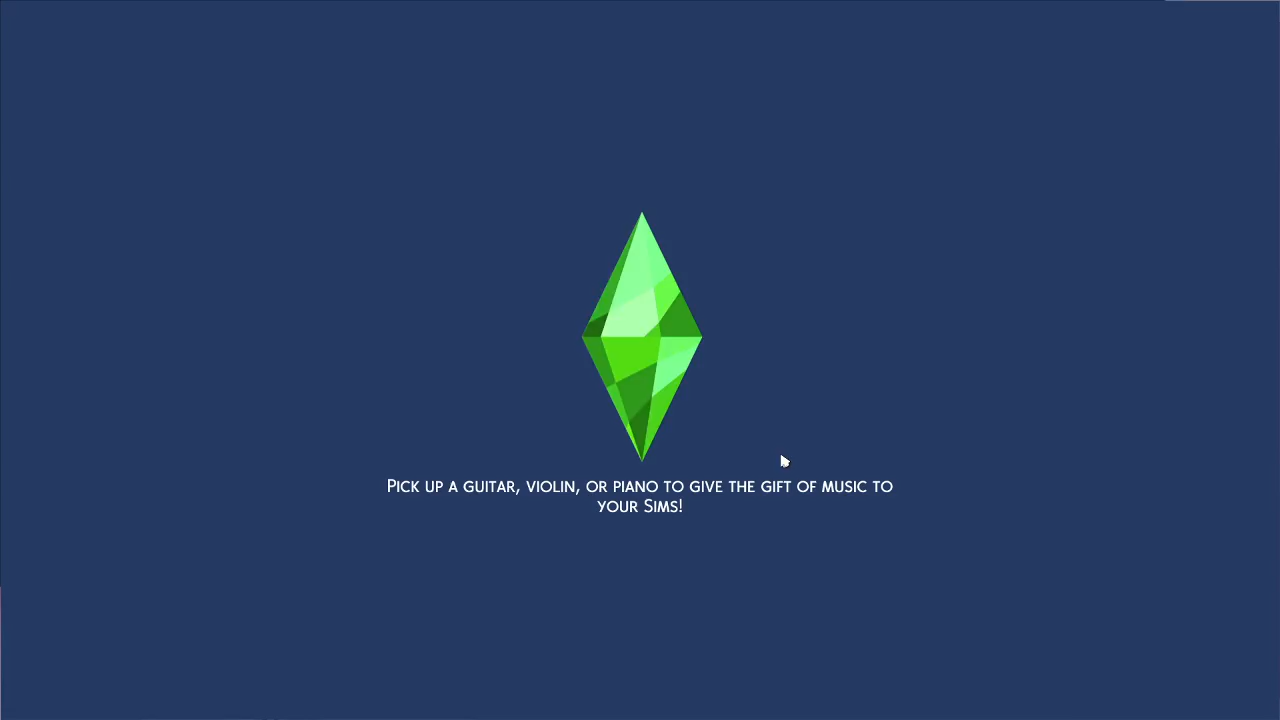 Pick up a guitar, violin, or piano to give the gift of music to
your Sims!